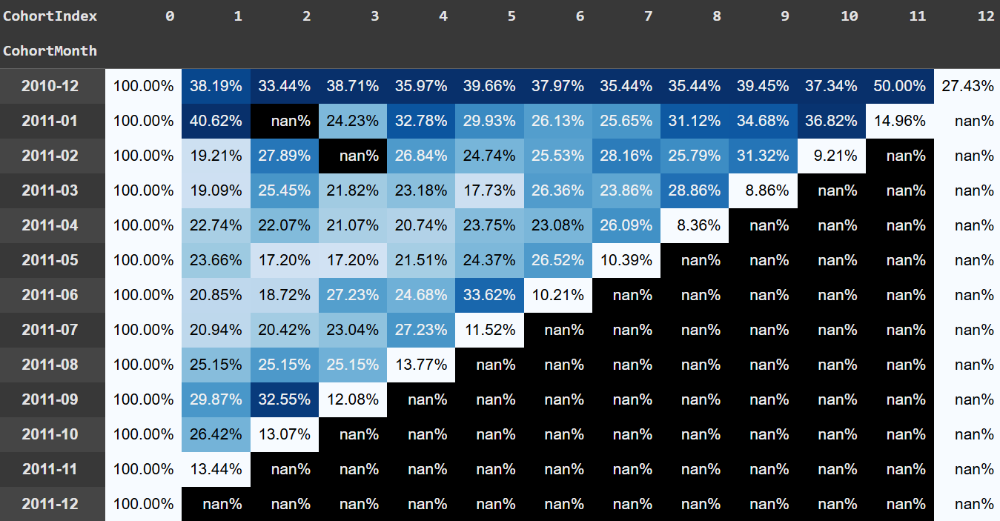 CohortIndex 0 1 2 3 4 5 6 7 8 9 10 11 12
CohortMonth
2010-12 100.00% 38.19% 33.44% 38.71% 35.97% 39.66% 37.97% 35.44% 35.44% 39.45% 37.34% 50.00% 27.43%
2011-01 100.00% 40.62% nan% 24.23% 32.78% 29.93% 26.13% 25.65% 31.12% 34.68% 36.82% 14.96% nan%
2011-02 100.00% 19.21% 27.89% nan% 26.84% 24.74% 25.53% 28.16% 25.79% 31.32% 9.21% nan% nan%
2011-03 100.00% 19.09% 25.45% 21.82% 23.18% 17.73% 26.36% 23.86% 28.86% 8.86% nan% nan% nan%
2011-04 100.00% 22.74% 22.07% 21.07% 20.74% 23.75% 23.08% 26.09% 8.36% nan% nan% nan% nan%
2011-05 100.00% 23.66% 17.20% 17.20% 21.51% 24.37% 26.52% 10.39% nan% nan% nan% nan% nan%
2011-06 100.00% 20.85% 18.72% 27.23% 24.68% 33.62% 10.21% nan% nan% nan% nan% nan% nan%
2011-07 100.00% 20.94% 20.42% 23.04% 27.23% 11.52% nan% nan% nan% nan% nan% nan% nan%
2011-08 100.00% 25.15% 25.15% 25.15% 13.77% nan% nan% nan% nan% nan% nan% nan% nan%
2011-09 100.00% 29.87% 32.55% 12.08% nan% nan% nan% nan% nan% nan% nan% nan% nan%
2011-10 100.00% 26.42% 13.07% nan% nan% nan% nan% nan% nan% nan% nan% nan% nan%
2011-11 100.00% 13.44% nan% nan% nan% nan% nan% nan% nan% nan% nan% nan% nan%
2011-12 100.00% nan% nan% nan% nan% nan% nan% nan% nan% nan% nan% nan% nan%